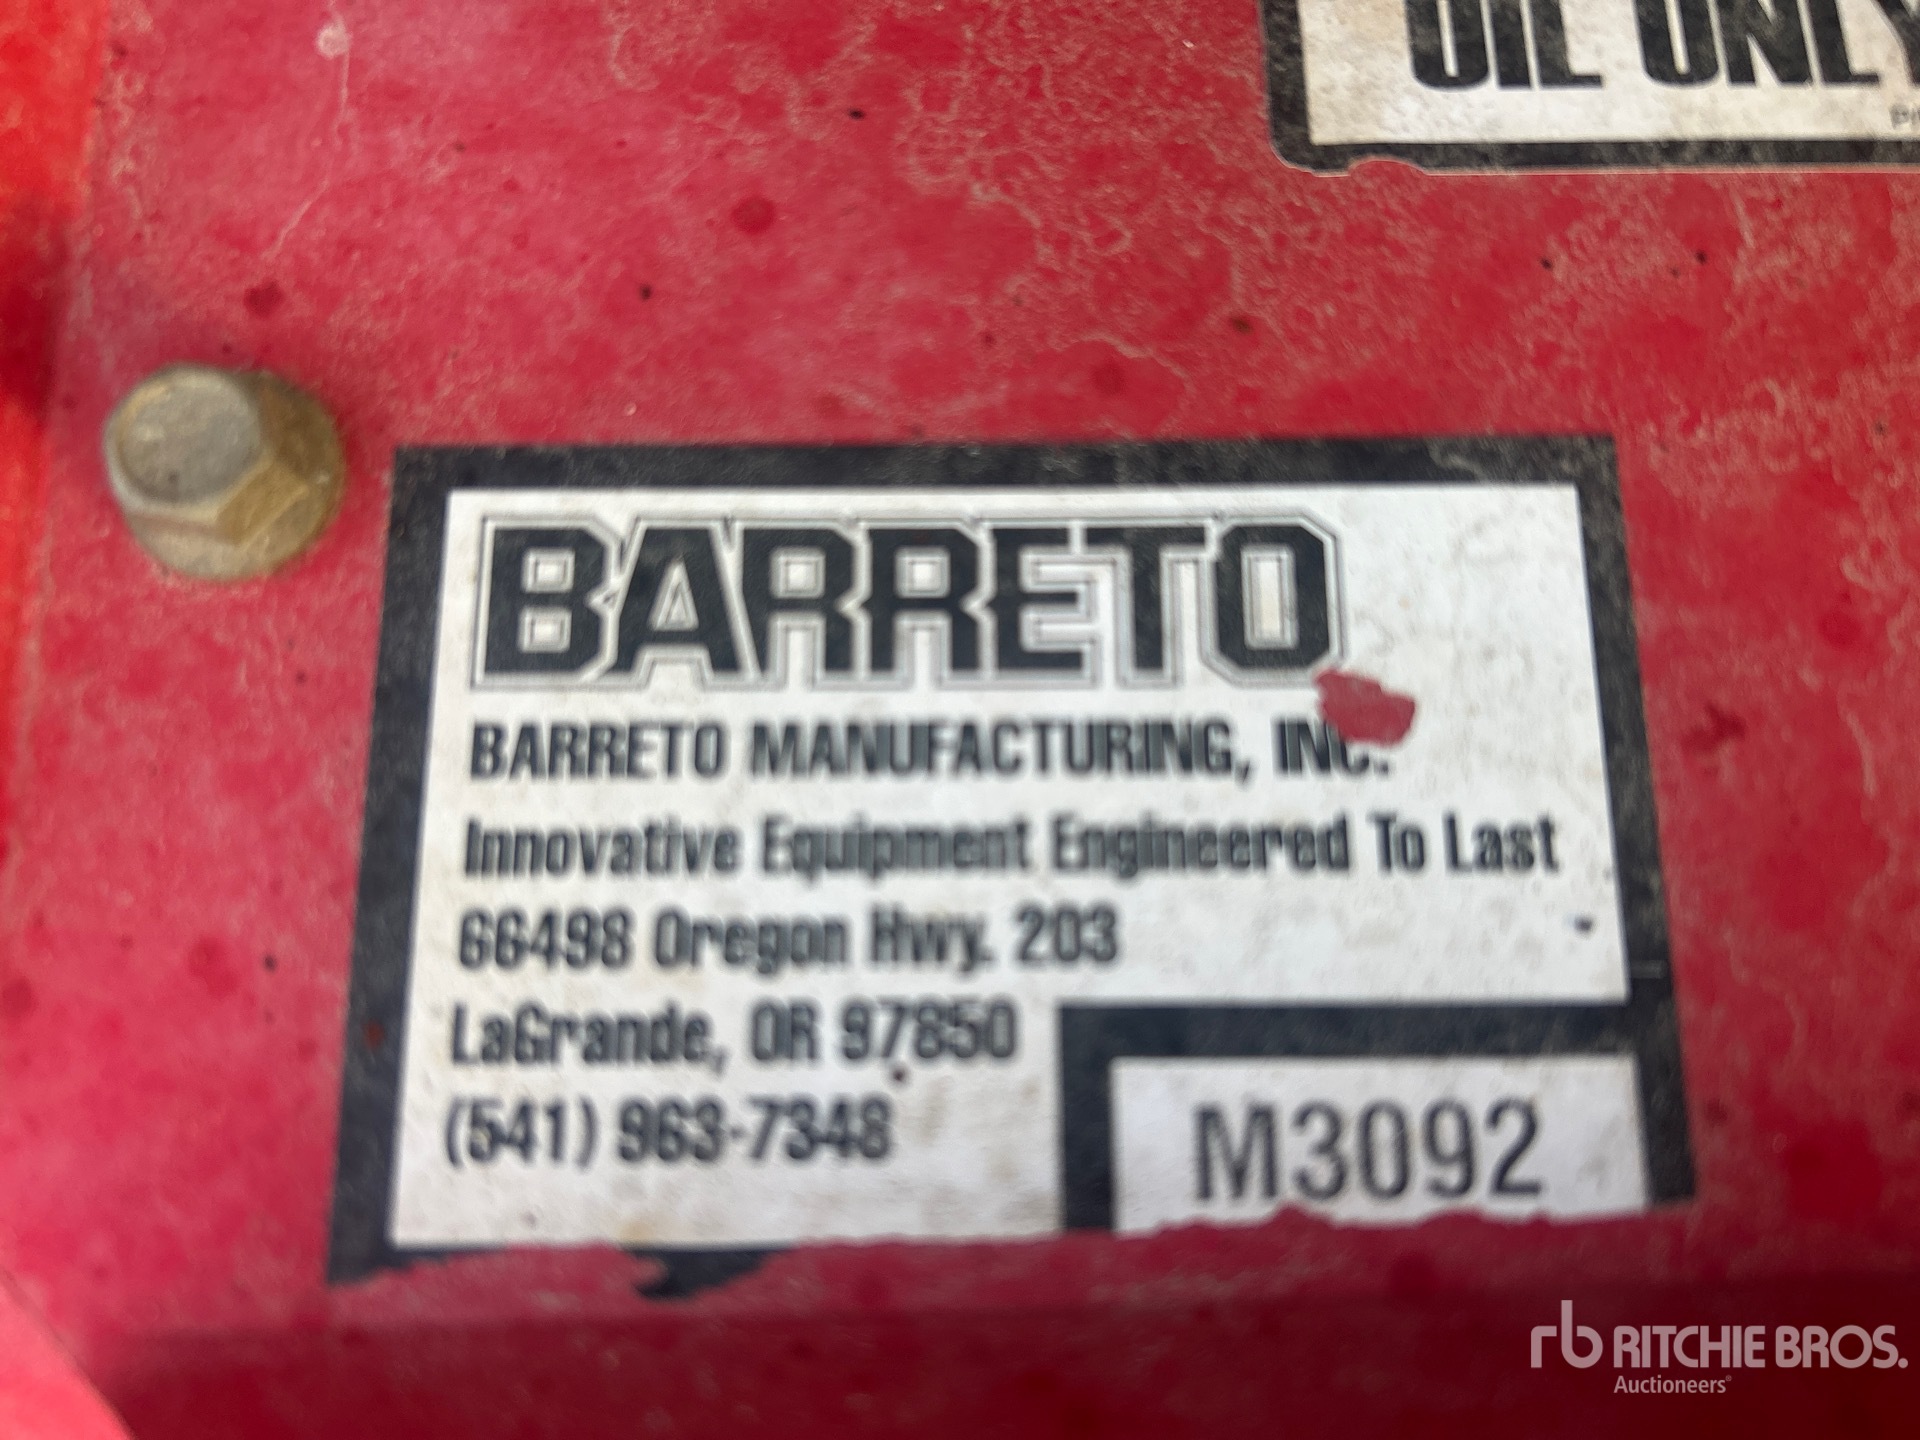 OIL ONLY
BARRETO
BARRETO MANUFACTURING, INC.
Innovative Equipment Engineered To Last
66498 Oregon Hwy. 203
LaGrande, OR 97850
(541) 963-7348
M3092
rb RITCHIE BROS.
Auctioneers®